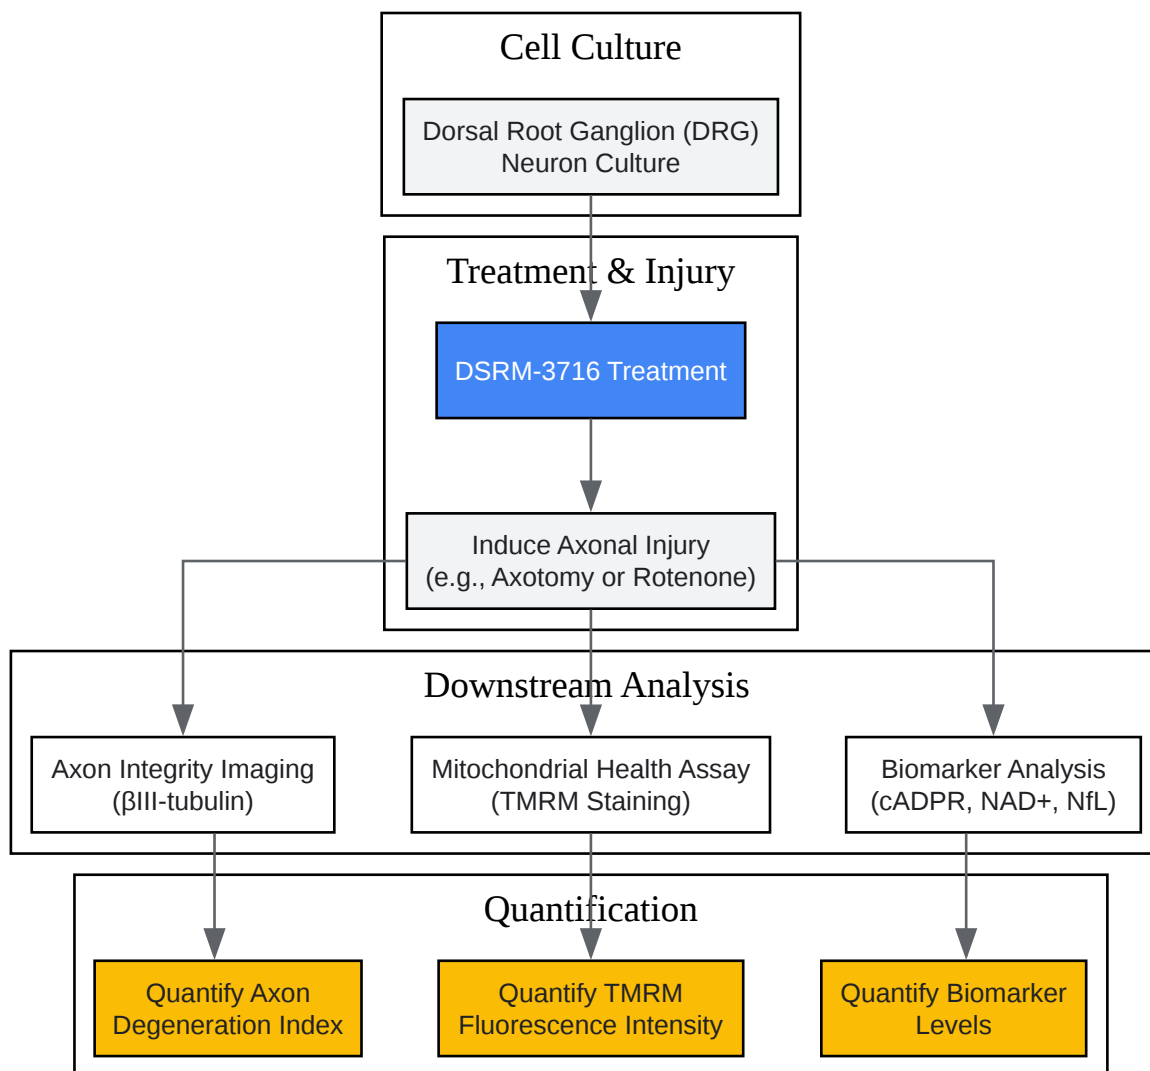 Cell Culture
Dorsal Root Ganglion (DRG)
Neuron Culture
Treatment & Injury
DSRM-3716 Treatment
Induce Axonal Injury
(e.g., Axotomy or Rotenone)
Downstream Analysis
Axon Integrity Imaging
(βIII-tubulin)
Mitochondrial Health Assay
(TMRM Staining)
Biomarker Analysis
(cADPR, NAD+, NfL)
Quantification
Quantify Axon
Degeneration Index
Quantify TMRM
Fluorescence Intensity
Quantify Biomarker
Levels